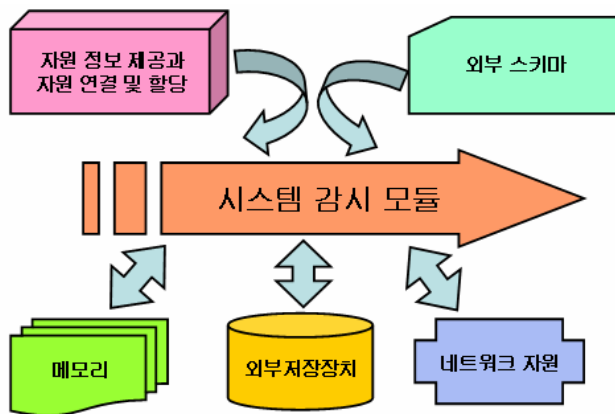 자원 정보 제공과
자원 연결 및 할당
외부 스키마
시스템 감시 모듈
메모리
외부저장장치
네트워크 자원